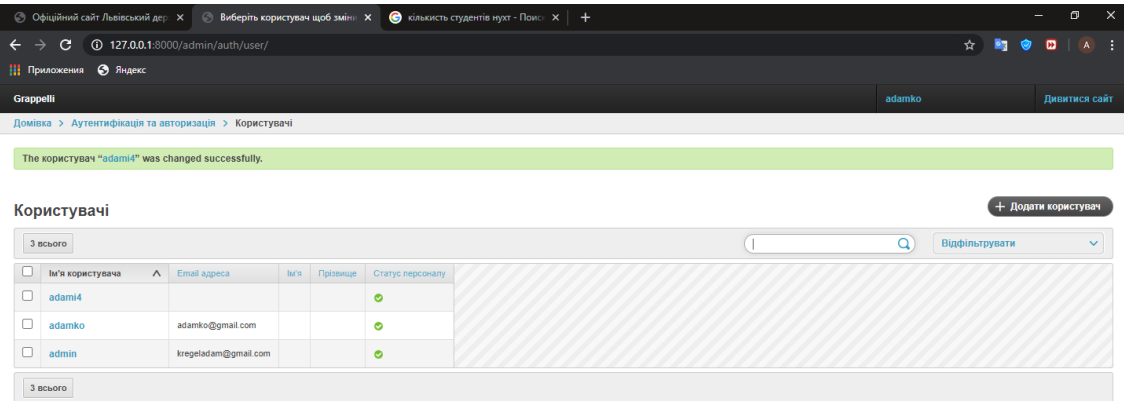 Офіційний сайт Львівський дер
Виберіть користувач щоб зміни
кількисть студентів нухт - Поиск
127.0.0.1:8000/admin/auth/user/
Приложения Яндекс
Grappelli adamko Дивитися сайт
Домівка > Аутентифікація та авторизація > Користувачі
The користувач “adami4” was changed successfully.
Користувачі + Додати користувач
3 всього Відфільтрувати
Ім'я користувача Email адреса Ім'я Прізвище Статус персоналу
adami4
adamko adamko@gmail.com
admin kregeladam@gmail.com
3 всього